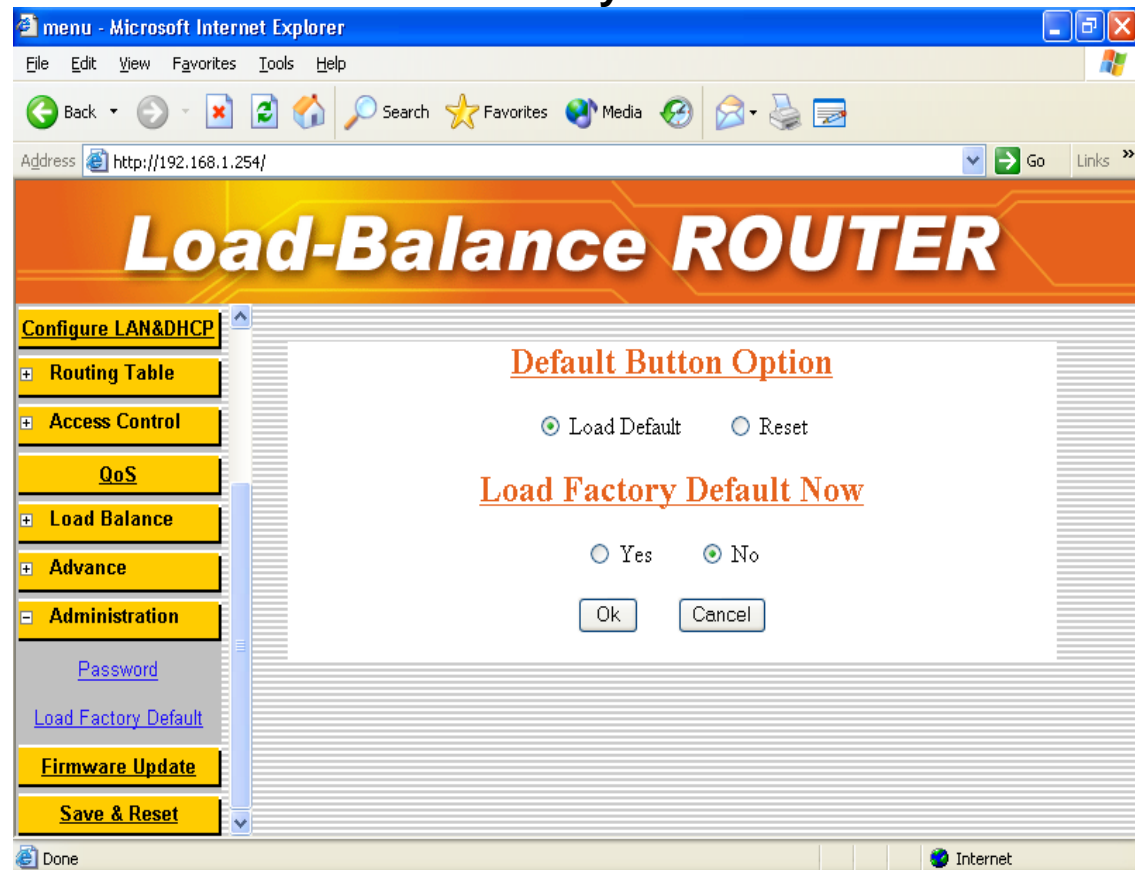 menu - Microsoft Internet Explorer
File Edit View Favorites Tools Help
Back Search Favorites Media
Address http://192.168.1.254/ Go Links »
Load-Balance ROUTER
Configure LAN&DHCP
Routing Table
Access Control
QoS
Load Balance
Advance
Administration
Password
Load Factory Default
Firmware Update
Save & Reset
Default Button Option
Load Default Reset
Load Factory Default Now
Yes No
Ok Cancel
Done Internet